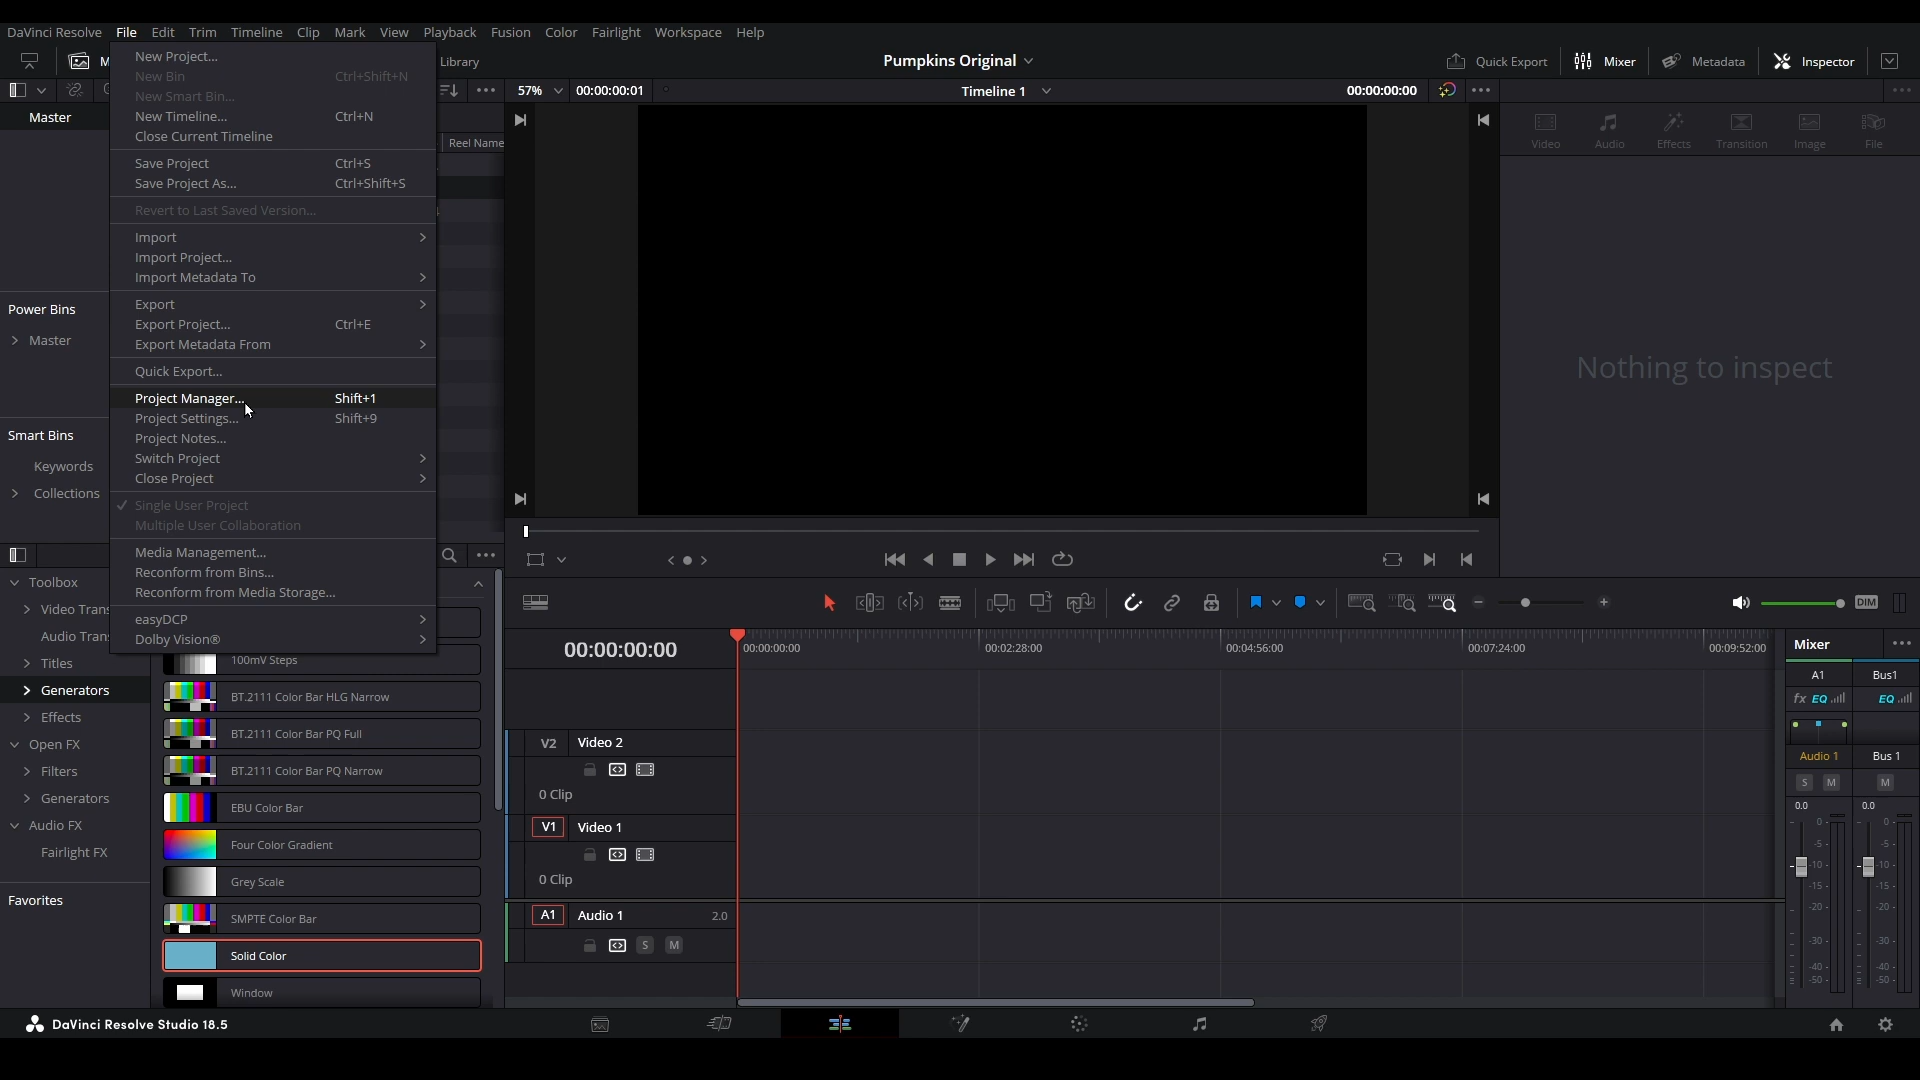 DaVinci Resolve File Edit Trim Timeline Clip Mark View Playback Fusion Color Fairlight Workspace Help
M Library Pumpkins Original Quick Export Mixer Metadata Inspector
57% 00:00:00:01 Timeline 1 00:00:00:00
New Project...
New Bin Ctrl+Shift+N
New Smart Bin...
New Timeline... Ctrl+N
Close Current Timeline
Save Project Ctrl+S
Save Project As... Ctrl+Shift+S
Revert to Last Saved Version...
Import
Import Project...
Import Metadata To
Export
Export Project... Ctrl+E
Export Metadata From
Quick Export...
Project Manager... Shift+1
Project Settings... Shift+9
Project Notes...
Switch Project
Close Project
Single User Project
Multiple User Collaboration
Media Management...
Reconform from Bins...
Reconform from Media Storage...
easyDCP
Dolby Vision®
Master
Reel Name
Power Bins
Master
Smart Bins
Keywords
Collections
Video Audio Effects Transition Image File
Nothing to inspect
Toolbox
Video Trans
Audio Tran
Titles
Generators
Effects
Open FX
Filters
Generators
Audio FX
Fairlight FX
Favorites
100mV Steps
BT.2111 Color Bar HLG Narrow
BT.2111 Color Bar PQ Full
BT.2111 Color Bar PQ Narrow
EBU Color Bar
Four Color Gradient
Grey Scale
SMPTE Color Bar
Solid Color
Window
DIM
00:00:00:00
00:00:00:00 00:02:28:00 00:04:56:00 00:07:24:00 00:09:52:00
V2 Video 2
0 Clip
V1 Video 1
0 Clip
A1 Audio 1 2.0
S M
Mixer
A1 Bus1
fx EQ EQ
Audio 1 Bus 1
S M M
0.0 0.0
0 0
-5 -5
-10 -10
-15 -15
-20 -20
-30 -30
-40 -40
-50 -50
DaVinci Resolve Studio 18.5